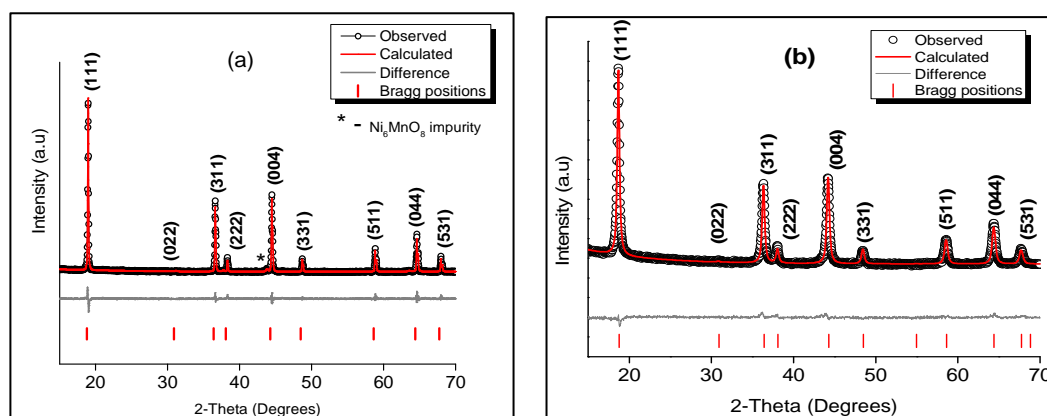 (a)
Observed
Calculated
Difference
Bragg positions
* - Ni₆MnO₈ impurity
Intensity (a.u)
(111)
(022)
(311)
(222)
*
(004)
(331)
(511)
(044)
(531)
20 30 40 50 60 70
2-Theta (Degrees)
(b)
Observed
Calculated
Difference
Bragg positions
Intensity (a.u)
(111)
(022)
(311)
(222)
(004)
(331)
(511)
(044)
(531)
20 30 40 50 60 70
2-Theta (Degrees)